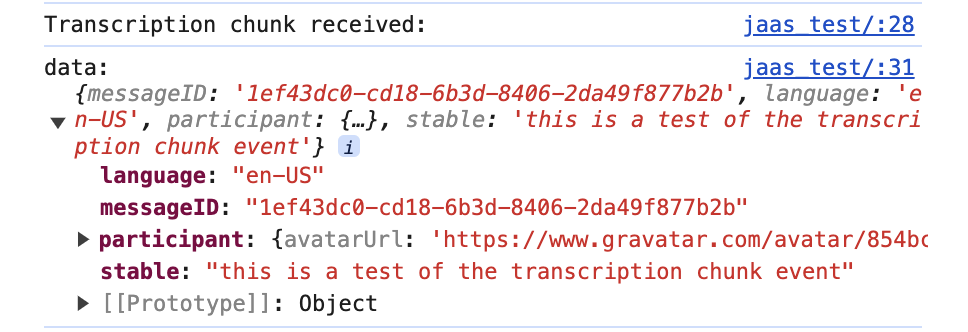 Transcription chunk received: jaas_test/:28
data: jaas_test/:31
{messageID: '1ef43dc0-cd18-6b3d-8406-2da49f877b2b', language: 'e
n-US', participant: {…}, stable: 'this is a test of the transcri
ption chunk event'} i
language: "en-US"
messageID: "1ef43dc0-cd18-6b3d-8406-2da49f877b2b"
participant: {avatarUrl: 'https://www.gravatar.com/avatar/854bc
stable: "this is a test of the transcription chunk event"
[[Prototype]]: Object